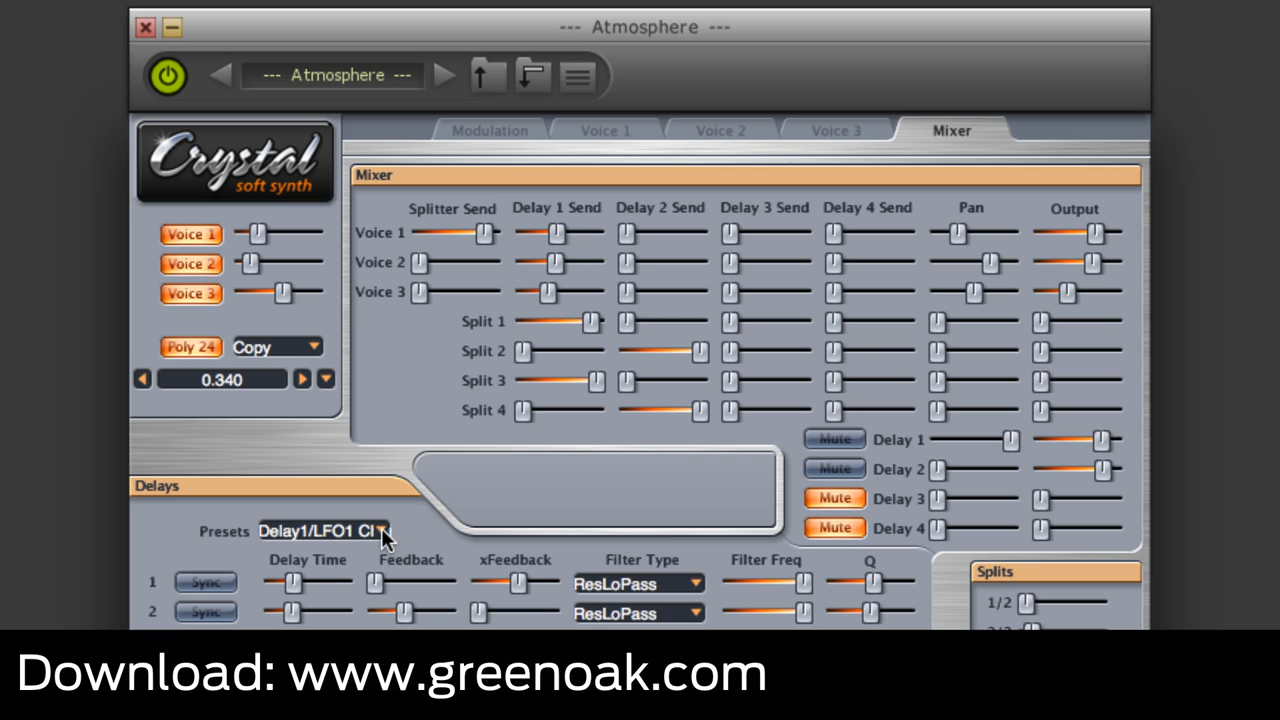 --- Atmosphere ---
--- Atmosphere ---
Crystal
soft synth
Modulation Voice 1 Voice 2 Voice 3 Mixer
Mixer
Splitter Send Delay 1 Send Delay 2 Send Delay 3 Send Delay 4 Send Pan Output
Voice 1
Voice 2
Voice 3
Poly 24 Copy
0.340
Voice 1
Voice 2
Voice 3
Split 1
Split 2
Split 3
Split 4
Mute Delay 1
Mute Delay 2
Mute Delay 3
Mute Delay 4
Delays
Presets Delay1/LFO1 Cl
Delay Time Feedback xFeedback Filter Type Filter Freq Q
1 Sync ResLoPass
2 Sync ResLoPass
Splits
1/2
Download: www.greenoak.com